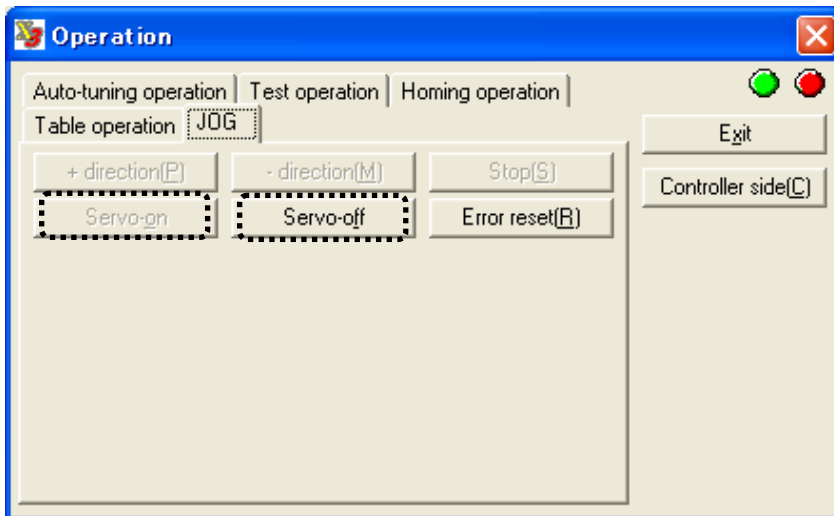 Operation
Auto-tuning operation Test operation Homing operation
Table operation JOG
Exit
+ direction(P) - direction(M) Stop(S)
Controller side(C)
Servo-on Servo-off Error reset(R)